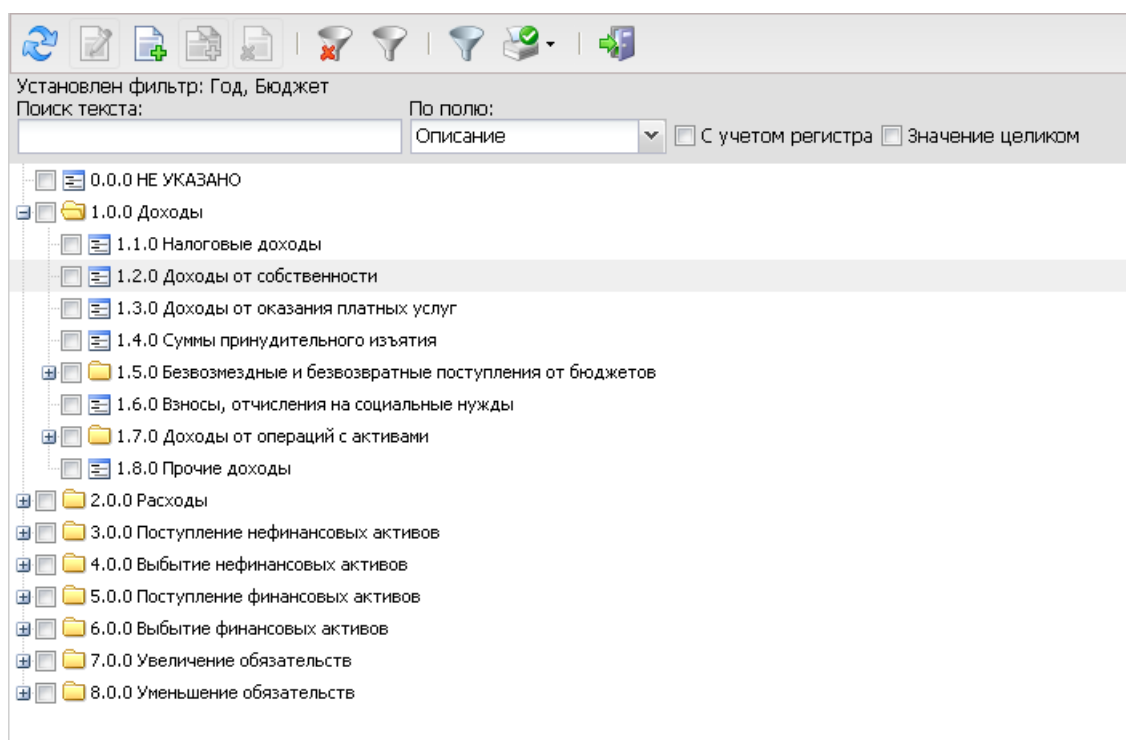 Установлен фильтр: Год, Бюджет
Поиск текста: По полю:
Описание С учетом регистра Значение целиком
0.0.0 НЕ УКАЗАНО
1.0.0 Доходы
1.1.0 Налоговые доходы
1.2.0 Доходы от собственности
1.3.0 Доходы от оказания платных услуг
1.4.0 Суммы принудительного изъятия
1.5.0 Безвозмездные и безвозвратные поступления от бюджетов
1.6.0 Взносы, отчисления на социальные нужды
1.7.0 Доходы от операций с активами
1.8.0 Прочие доходы
2.0.0 Расходы
3.0.0 Поступление нефинансовых активов
4.0.0 Выбытие нефинансовых активов
5.0.0 Поступление финансовых активов
6.0.0 Выбытие финансовых активов
7.0.0 Увеличение обязательств
8.0.0 Уменьшение обязательств